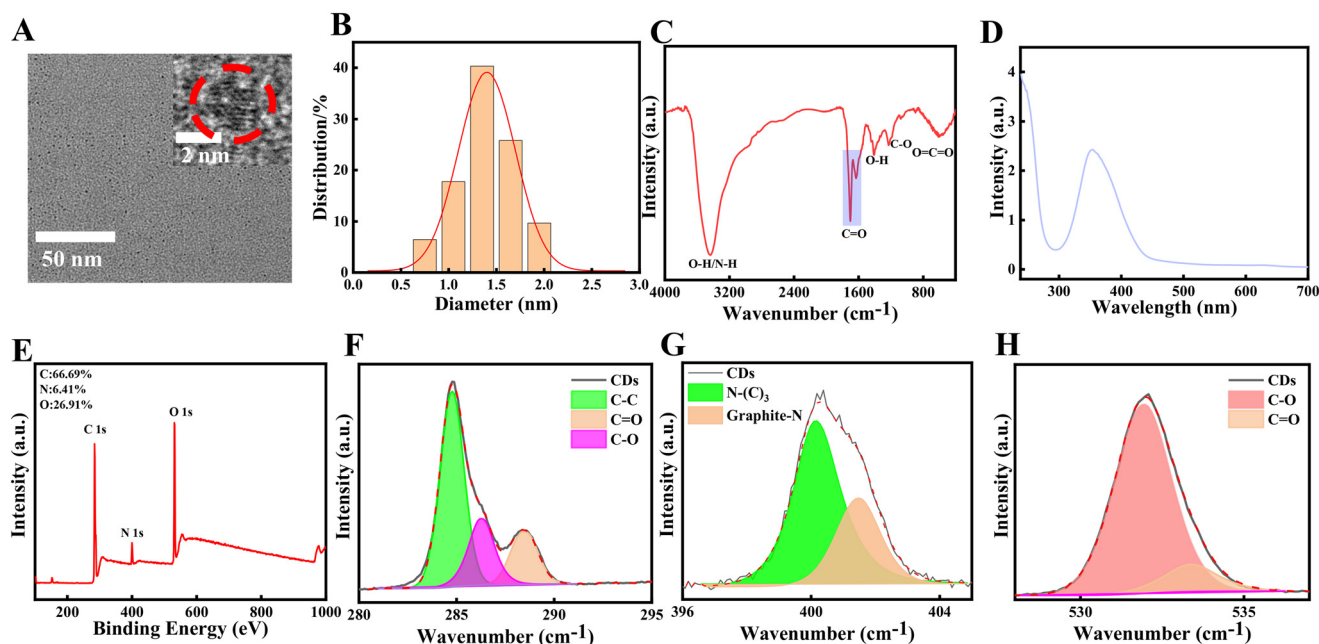 A
2 nm
50 nm
B
Distribution/%
40
30
20
10
0
0.0 0.5 1.0 1.5 2.0 2.5 3.0
Diameter (nm)
C
Intensity (a.u.)
O-H/N-H
C=O
O-H
C-O
O=C=O
4000 3200 2400 1600 800
Wavenumber (cm-1)
D
Intensity (a.u.)
4
3
2
1
0
300 400 500 600 700
Wavelength (nm)
E
C:66.69%
N:6.41%
O:26.91%
Intensity (a.u.)
C 1s
N 1s
O 1s
200 400 600 800 1000
Binding Energy (eV)
F
Intensity (a.u.)
CDs
C-C
C=O
C-O
280 285 290 295
Wavenumber (cm-1)
G
Intensity (a.u.)
CDs
N-(C)3
Graphite-N
396 400 404
Wavenumber (cm-1)
H
Intensity (a.u.)
CDs
C-O
C=O
530 535
Wavenumber (cm-1)